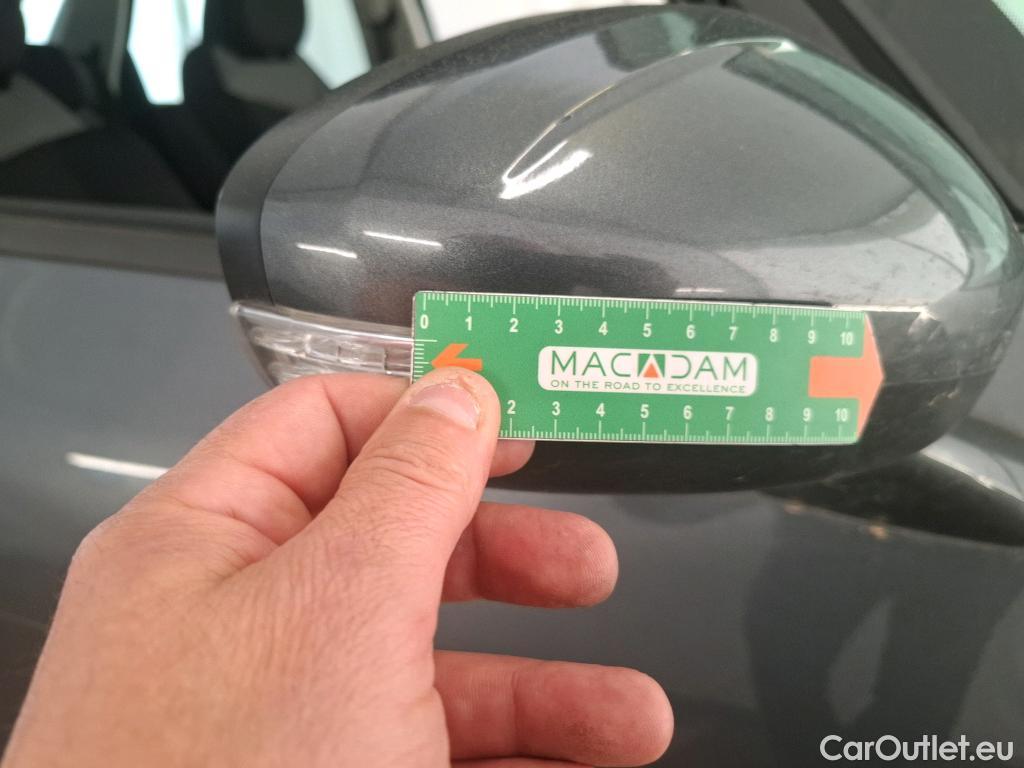 0 1 2 3 4 5 6 7 8 9 10
MACADAM
ON THE ROAD TO EXCELLENCE
2 3 4 5 6 7 8 9 10
CarOutlet.eu